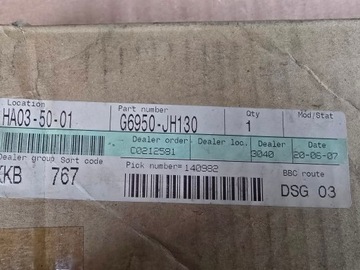 Location Part number Qty Mod/Stat
HA03-50-01 G6950-JH130 1
Dealer order Dealer loc. Dealer Date
C0212591 3040 20-06-07
Dealer group Sort code Pick number 140982 BBC route
KKB 767 DSG 03